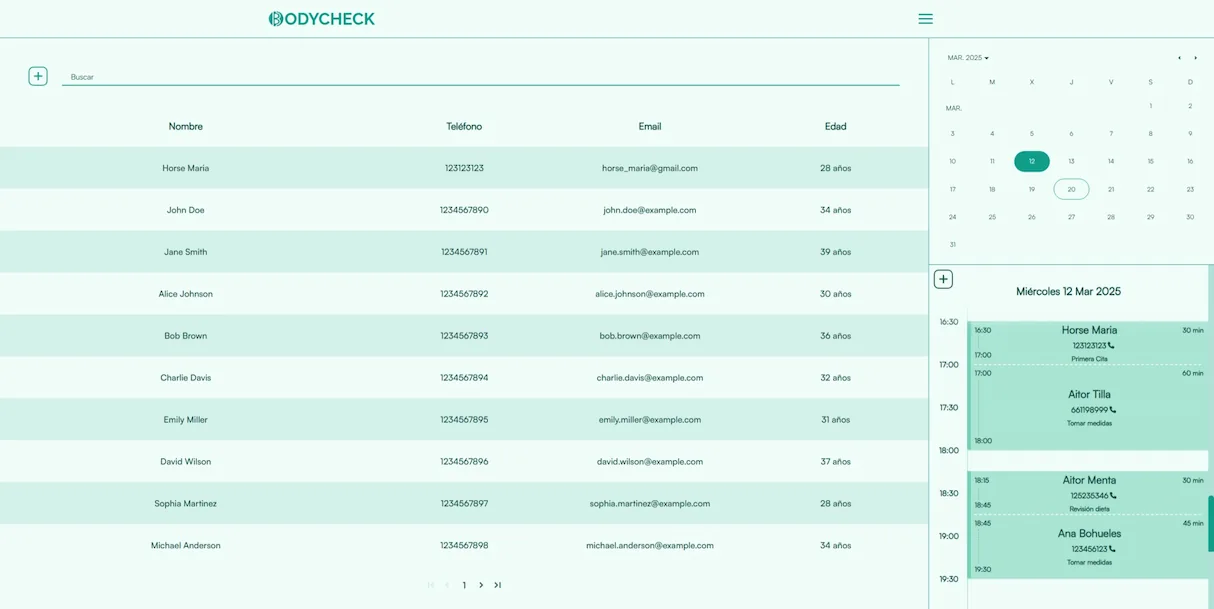 BODYCHECK
Buscar
Nombre Teléfono Email Edad
Horse Maria 123123123 horse_maria@gmail.com 28 años
John Doe 1234567890 john.doe@example.com 34 años
Jane Smith 1234567891 jane.smith@example.com 39 años
Alice Johnson 1234567892 alice.johnson@example.com 30 años
Bob Brown 1234567893 bob.brown@example.com 36 años
Charlie Davis 1234567894 charlie.davis@example.com 32 años
Emily Miller 1234567895 emily.miller@example.com 31 años
David Wilson 1234567896 david.wilson@example.com 37 años
Sophia Martinez 1234567897 sophia.martinez@example.com 28 años
Michael Anderson 1234567898 michael.anderson@example.com 34 años
1
MAR. 2025
L M X J V S D
MAR. 1 2
3 4 5 6 7 8 9
10 11 12 13 14 15 16
17 18 19 20 21 22 23
24 25 26 27 28 29 30
31
+
Miércoles 12 Mar 2025
16:30
17:00
17:30
18:00
18:30
19:00
19:30
16:30 Horse Maria 30 min
123123123
17:00 Primera Cita
17:00 60 min
Aitor Tilla
661198999
Tomar medidas
18:00
18:15 Aitor Menta 30 min
125235346
18:45 Revisión dieta
18:45 45 min
Ana Bohueles
123456123
Tomar medidas
19:30